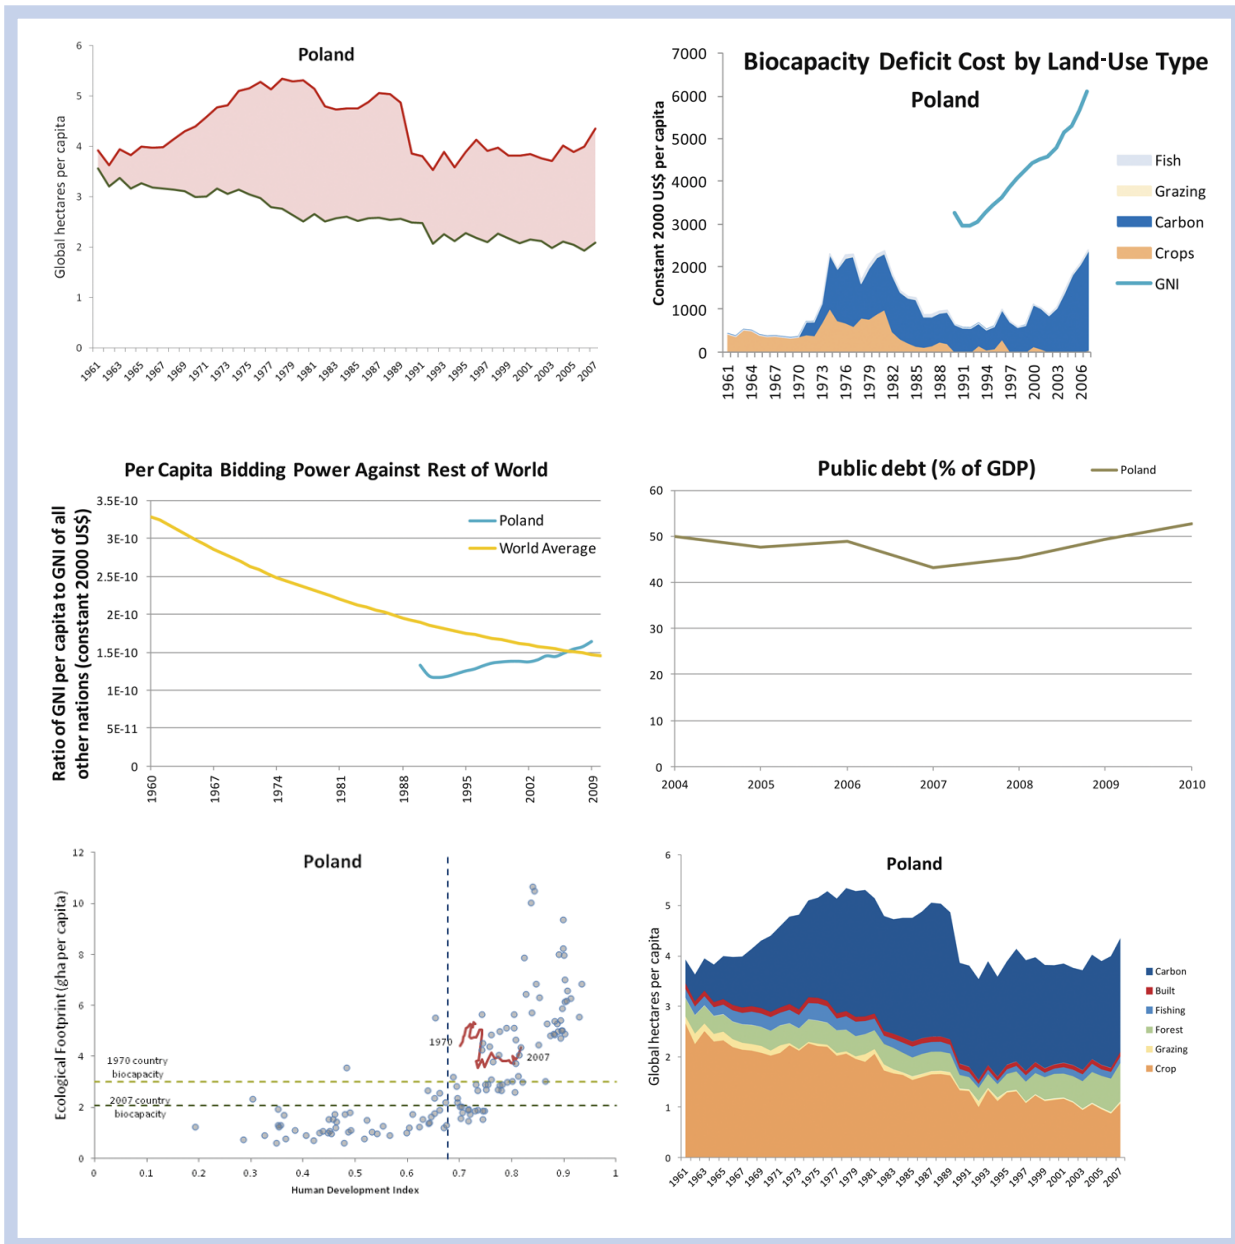 Poland
Global hectares per capita
6
5
4
3
2
1
0
1961 1963 1965 1967 1969 1971 1973 1975 1977 1979 1981 1983 1985 1987 1989 1991 1993 1995 1997 1999 2001 2003 2005 2007
Biocapacity Deficit Cost by Land-Use Type
Poland
Constant 2000 US$ per capita
7000
6000
5000
4000
3000
2000
1000
0
1961 1964 1967 1970 1973 1976 1979 1982 1985 1988 1991 1994 1997 2000 2003 2006
Fish
Grazing
Carbon
Crops
GNI
Per Capita Bidding Power Against Rest of World
Ratio of GNI per capita to GNI of all
other nations (constant 2000 US$)
3.5E-10
3E-10
2.5E-10
2E-10
1.5E-10
1E-10
5E-11
0
1960 1967 1974 1981 1988 1995 2002 2009
Poland
World Average
Public debt (% of GDP)
Poland
60
50
40
30
20
10
0
2004 2005 2006 2007 2008 2009 2010
Poland
Ecological Footprint (gha per capita)
12
10
8
6
4
2
0
1970
2007
1970 country
biocapacity
2007 country
biocapacity
0 0.1 0.2 0.3 0.4 0.5 0.6 0.7 0.8 0.9 1
Human Development Index
Poland
Global hectares per capita
6
5
4
3
2
1
0
1961 1963 1965 1967 1969 1971 1973 1975 1977 1979 1981 1983 1985 1987 1989 1991 1993 1995 1997 1999 2001 2003 2005 2007
Carbon
Built
Fishing
Forest
Grazing
Crop